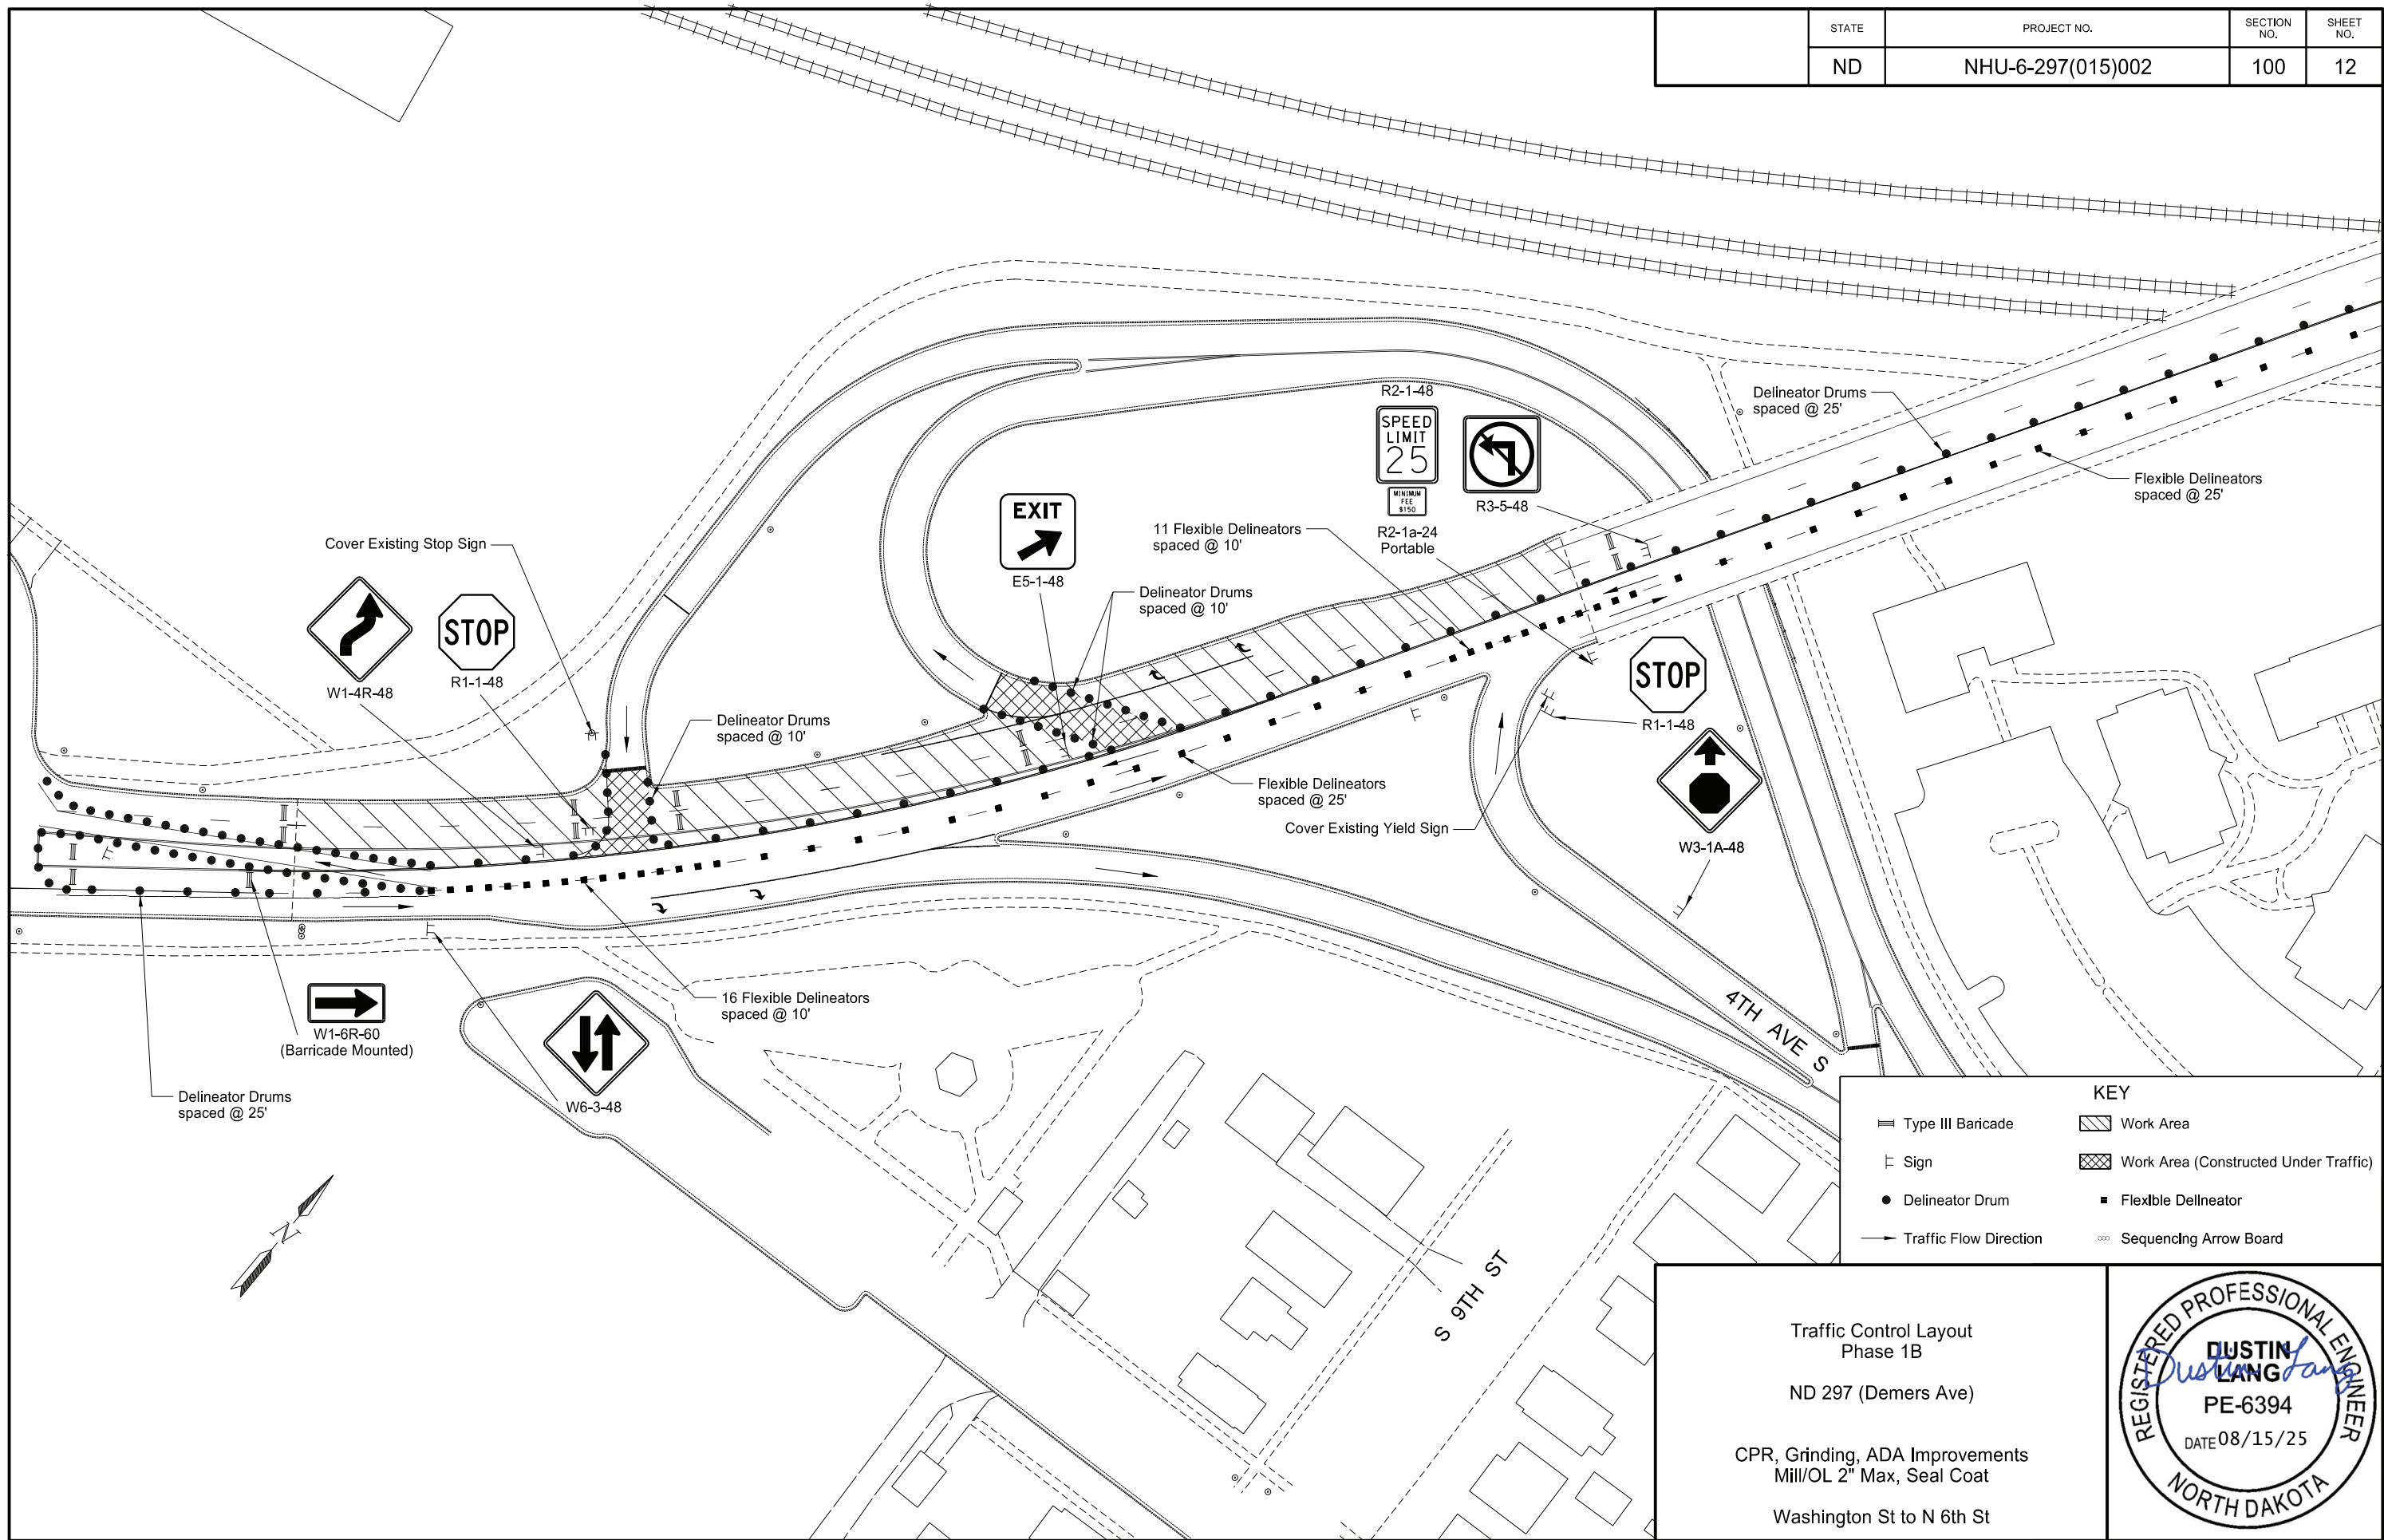 STATE
PROJECT NO.
SECTION
NO.
SHEET
NO.
ND
NHU-6-297(015)002
100
12
R2-1-48
SPEED
LIMIT
25
MINIMUM
FEE
$150
R2-1a-24
Portable
R3-5-48
Delineator Drums
spaced @ 25'
Flexible Delineators
spaced @ 25'
EXIT
E5-1-48
11 Flexible Delineators
spaced @ 10'
Delineator Drums
spaced @ 10'
Cover Existing Stop Sign
W1-4R-48
STOP
R1-1-48
Delineator Drums
spaced @ 10'
STOP
R1-1-48
Flexible Delineators
spaced @ 25'
Cover Existing Yield Sign
W3-1A-48
W1-6R-60
(Barricade Mounted)
16 Flexible Delineators
spaced @ 10'
W6-3-48
Delineator Drums
spaced @ 25'
4TH AVE S
S 9TH ST
N
KEY
Type III Baricade
Work Area
Sign
Work Area (Constructed Under Traffic)
Delineator Drum
Flexible Delineator
Traffic Flow Direction
Sequencing Arrow Board
Traffic Control Layout
Phase 1B
ND 297 (Demers Ave)
CPR, Grinding, ADA Improvements
Mill/OL 2" Max, Seal Coat
Washington St to N 6th St
REGISTERED PROFESSIONAL ENGINEER
DUSTIN
LANG
Dustin Lang
PE-6394
DATE 08/15/25
NORTH DAKOTA